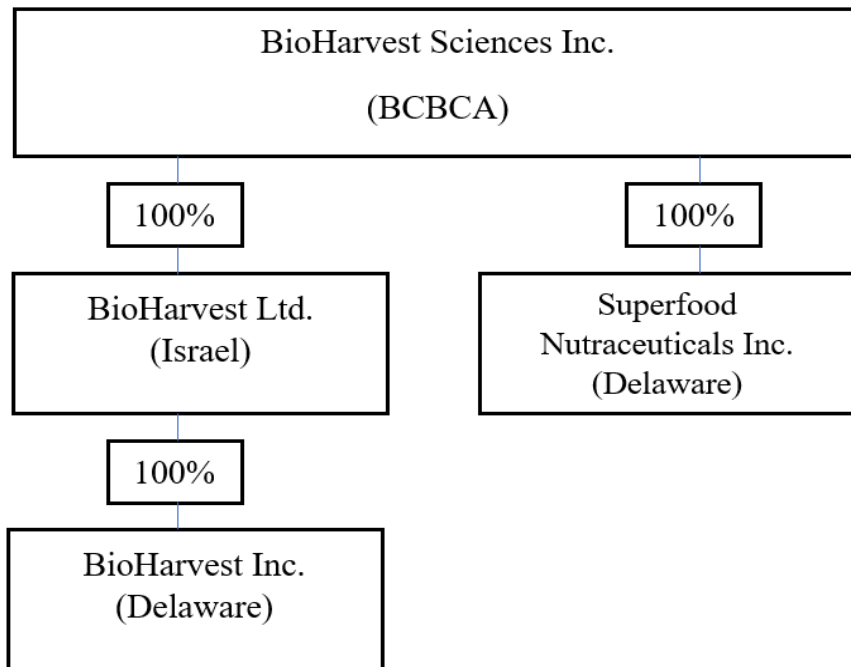 BioHarvest Sciences Inc.
(BCBCA)
100%
100%
BioHarvest Ltd.
(Israel)
Superfood
Nutraceuticals Inc.
(Delaware)
100%
BioHarvest Inc.
(Delaware)